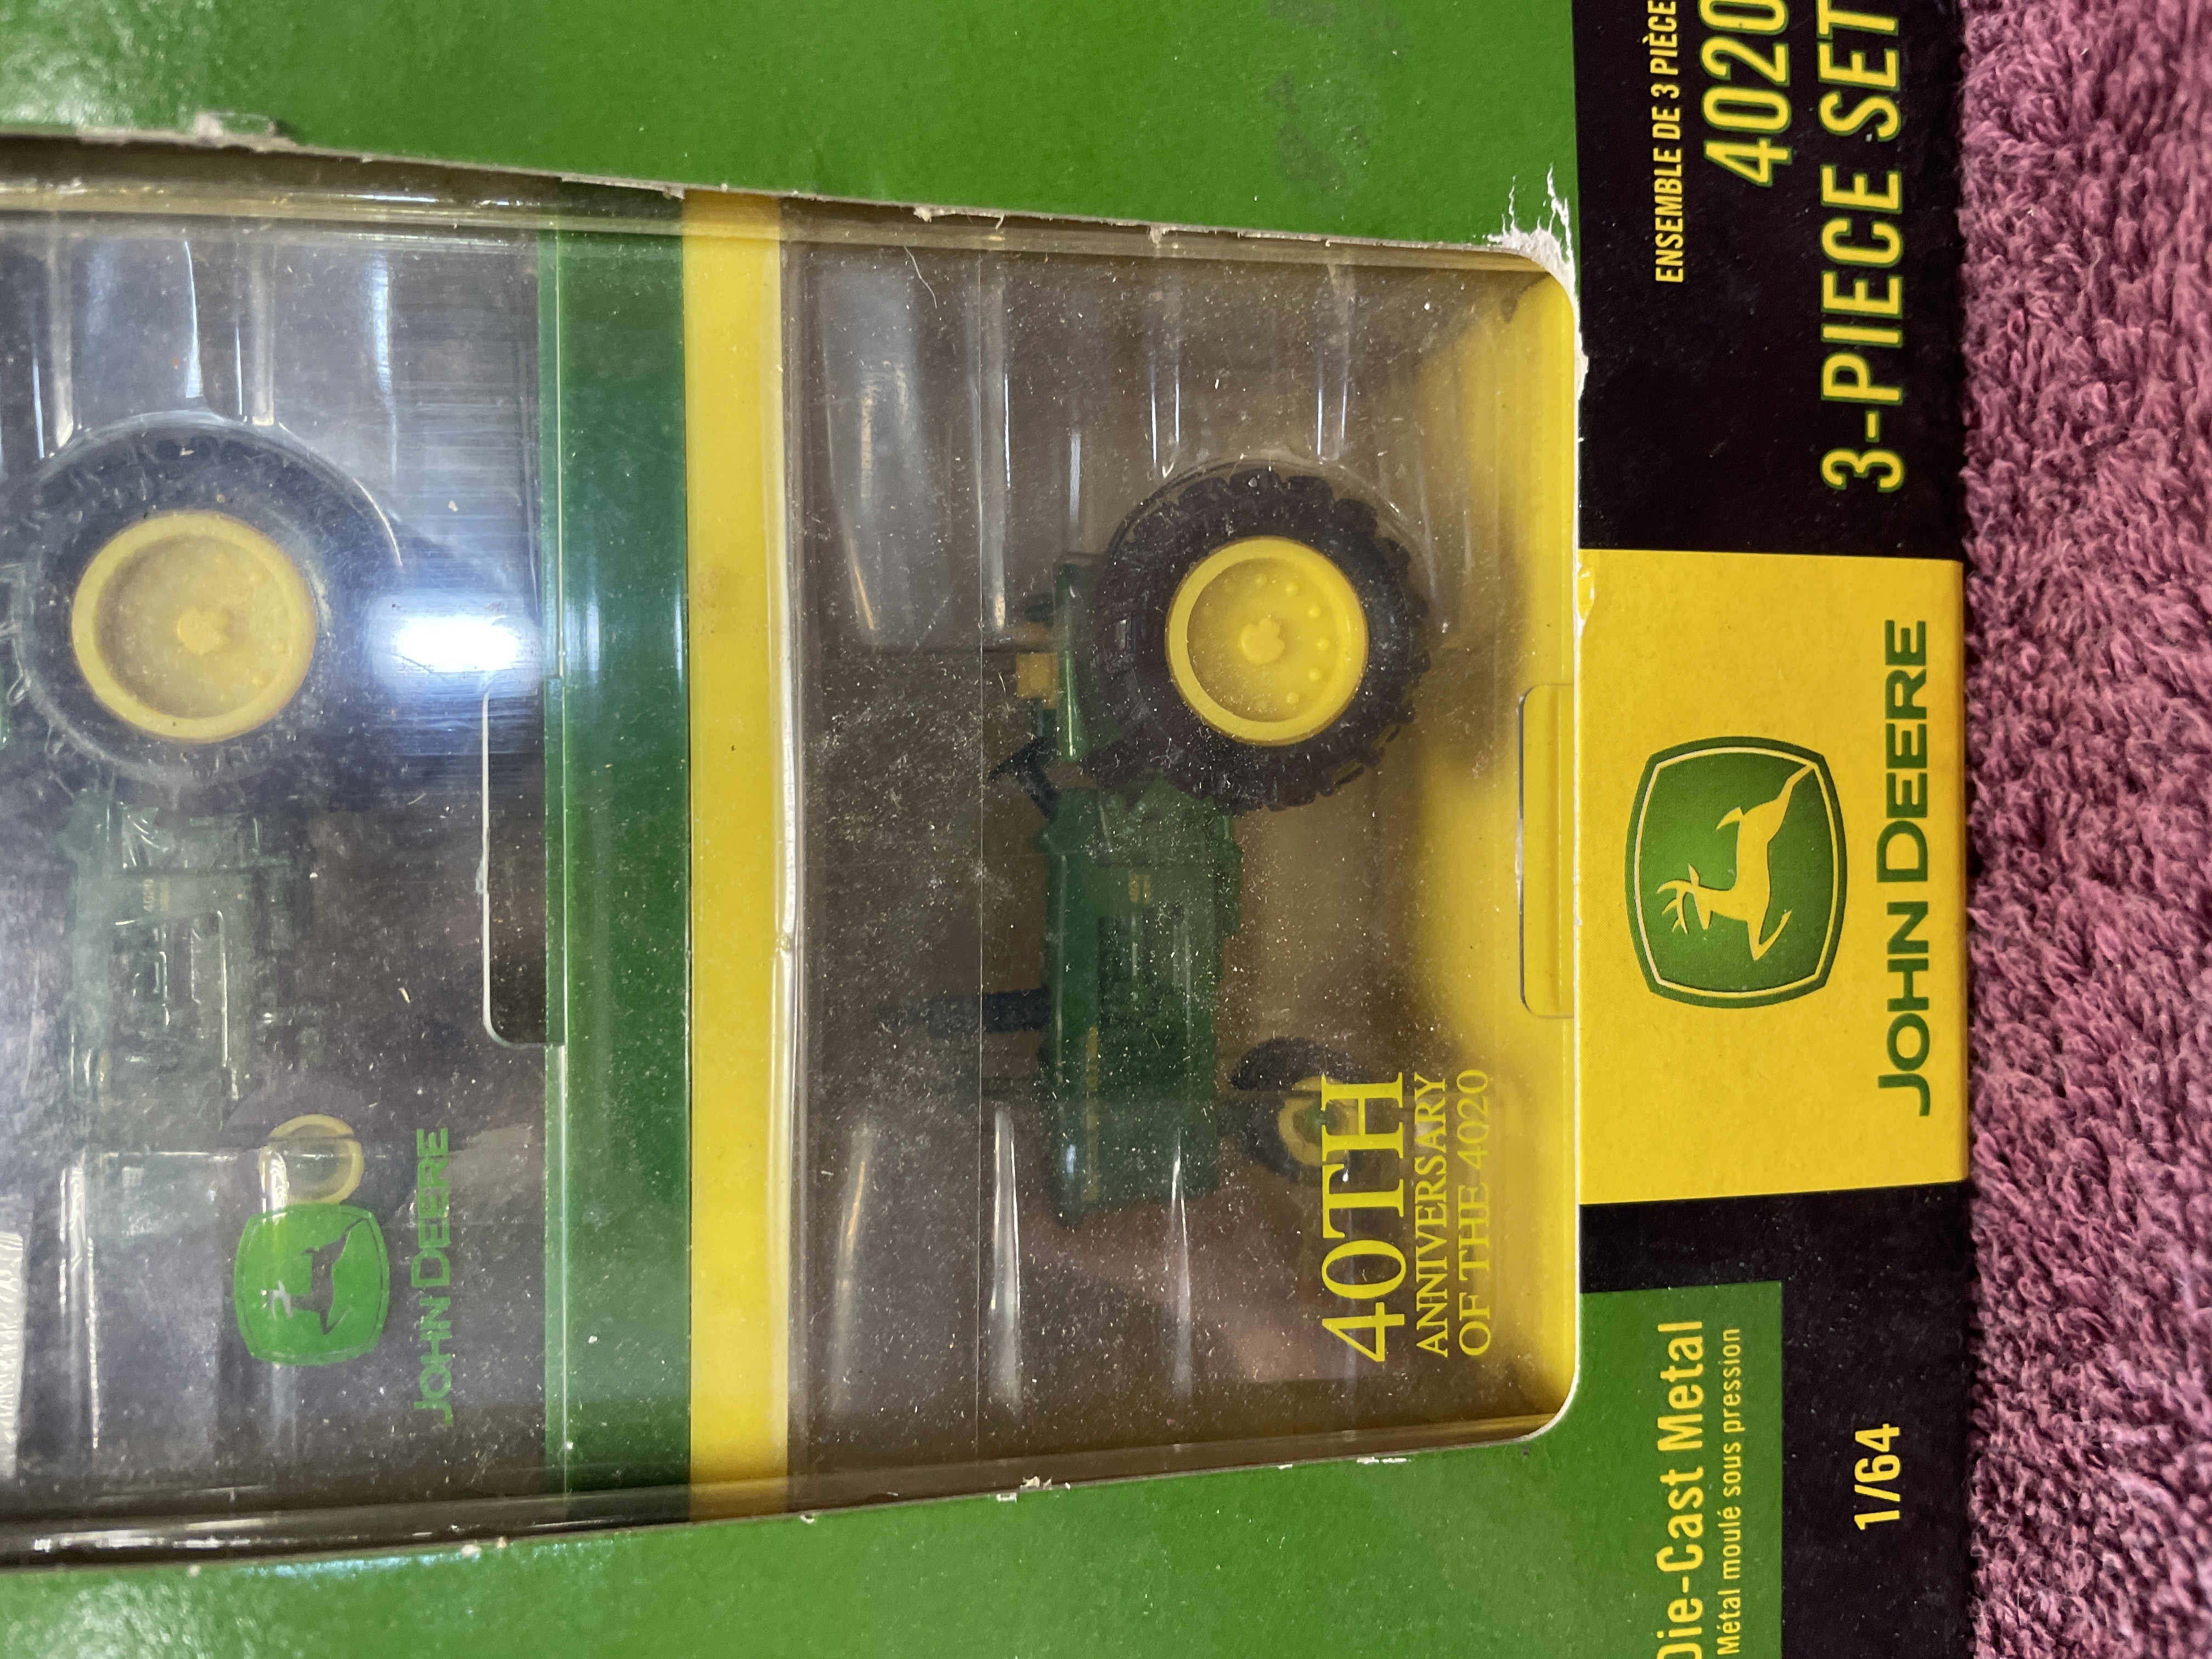 JOHN DEERE
40TH
ANNIVERSARY
OF THE 4020
Die-Cast Metal
Métal moulé sous pression
1/64
JOHN DEERE
ENSEMBLE DE 3 PIÈCE
4020
3-PIECE SET